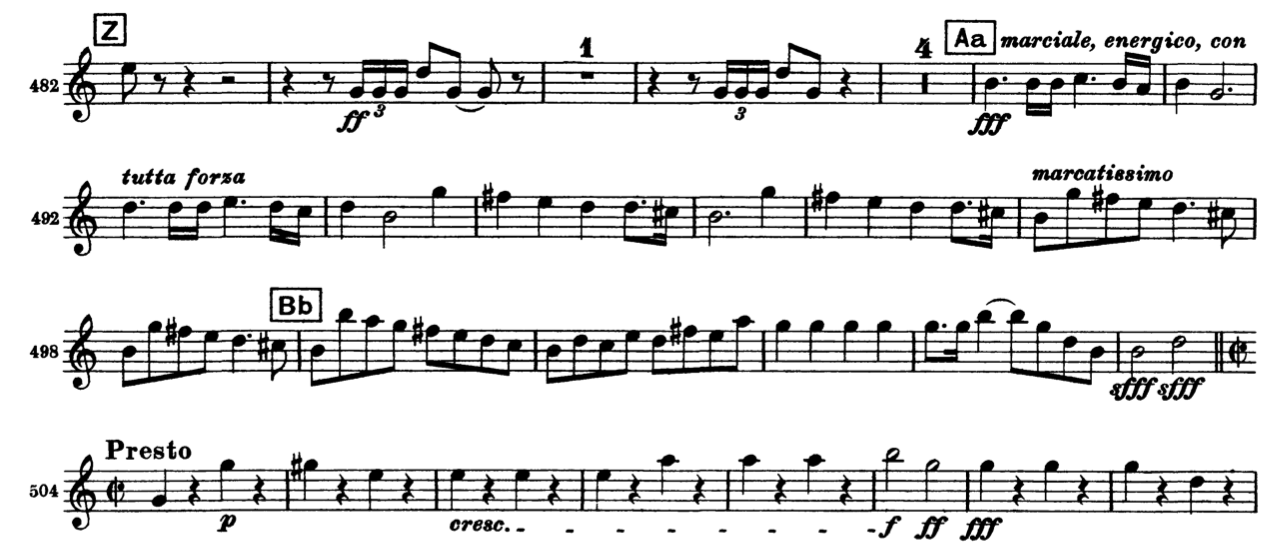 Z
1
4
Aa marciale, energico, con
482
3
3
ff
fff
tutta forza
marcatissimo
492
Bb
498
sfff sfff
Presto
504
p
cresc.
f ff fff